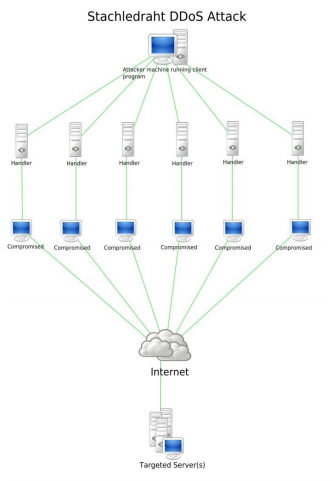 Stachledraht DDoS Attack
Attacker machine running client
program
Handler
Handler
Handler
Handler
Handler
Handler
Compromised
Compromised
Compromised
Compromised
Compromised
Compromised
Internet
Targeted Server(s)